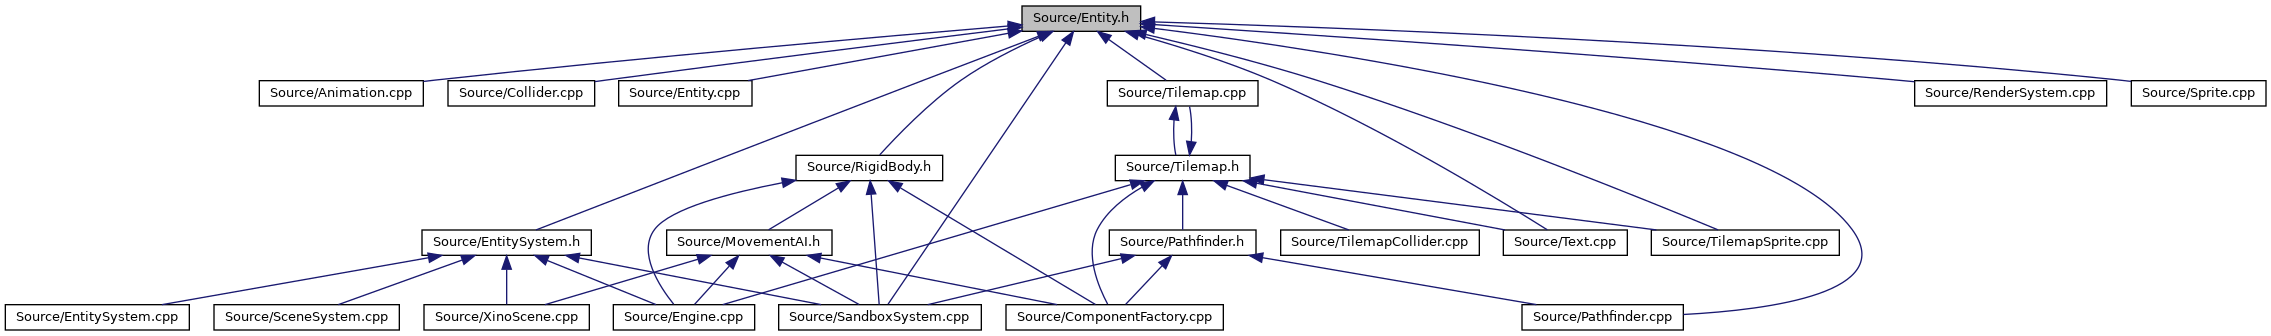 Source/Entity.h
Source/Animation.cpp
Source/Collider.cpp
Source/Entity.cpp
Source/Tilemap.cpp
Source/RenderSystem.cpp
Source/Sprite.cpp
Source/RigidBody.h
Source/Tilemap.h
Source/EntitySystem.h
Source/MovementAI.h
Source/Pathfinder.h
Source/TilemapCollider.cpp
Source/Text.cpp
Source/TilemapSprite.cpp
Source/EntitySystem.cpp
Source/SceneSystem.cpp
Source/XinoScene.cpp
Source/Engine.cpp
Source/SandboxSystem.cpp
Source/ComponentFactory.cpp
Source/Pathfinder.cpp